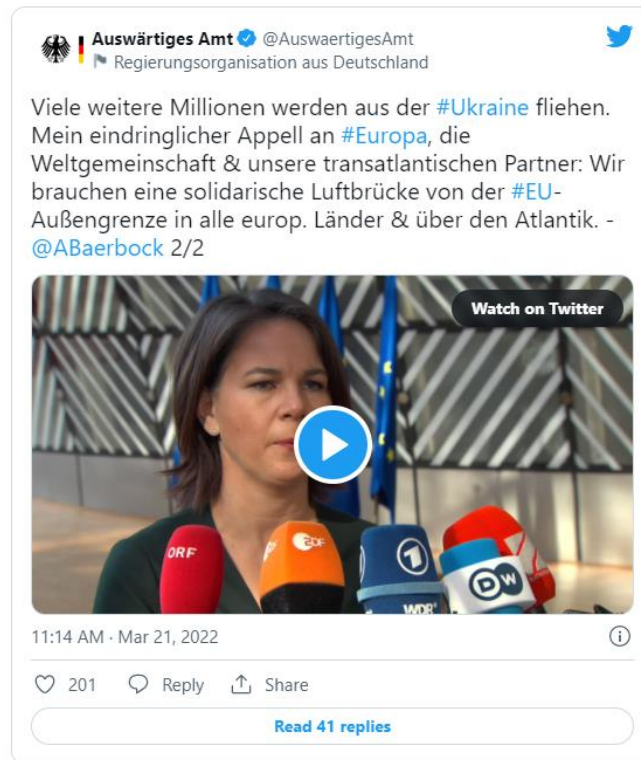 Auswärtiges Amt @AuswaertigesAmt
Regierungsorganisation aus Deutschland
Viele weitere Millionen werden aus der #Ukraine fliehen.
Mein eindringlicher Appell an #Europa, die
Weltgemeinschaft & unsere transatlantischen Partner: Wir
brauchen eine solidarische Luftbrücke von der #EU-
Außengrenze in alle europ. Länder & über den Atlantik. -
@ABaerbock 2/2
Watch on Twitter
ORF
ZDF
1
WDR
DW
11:14 AM · Mar 21, 2022
201 Reply Share
Read 41 replies